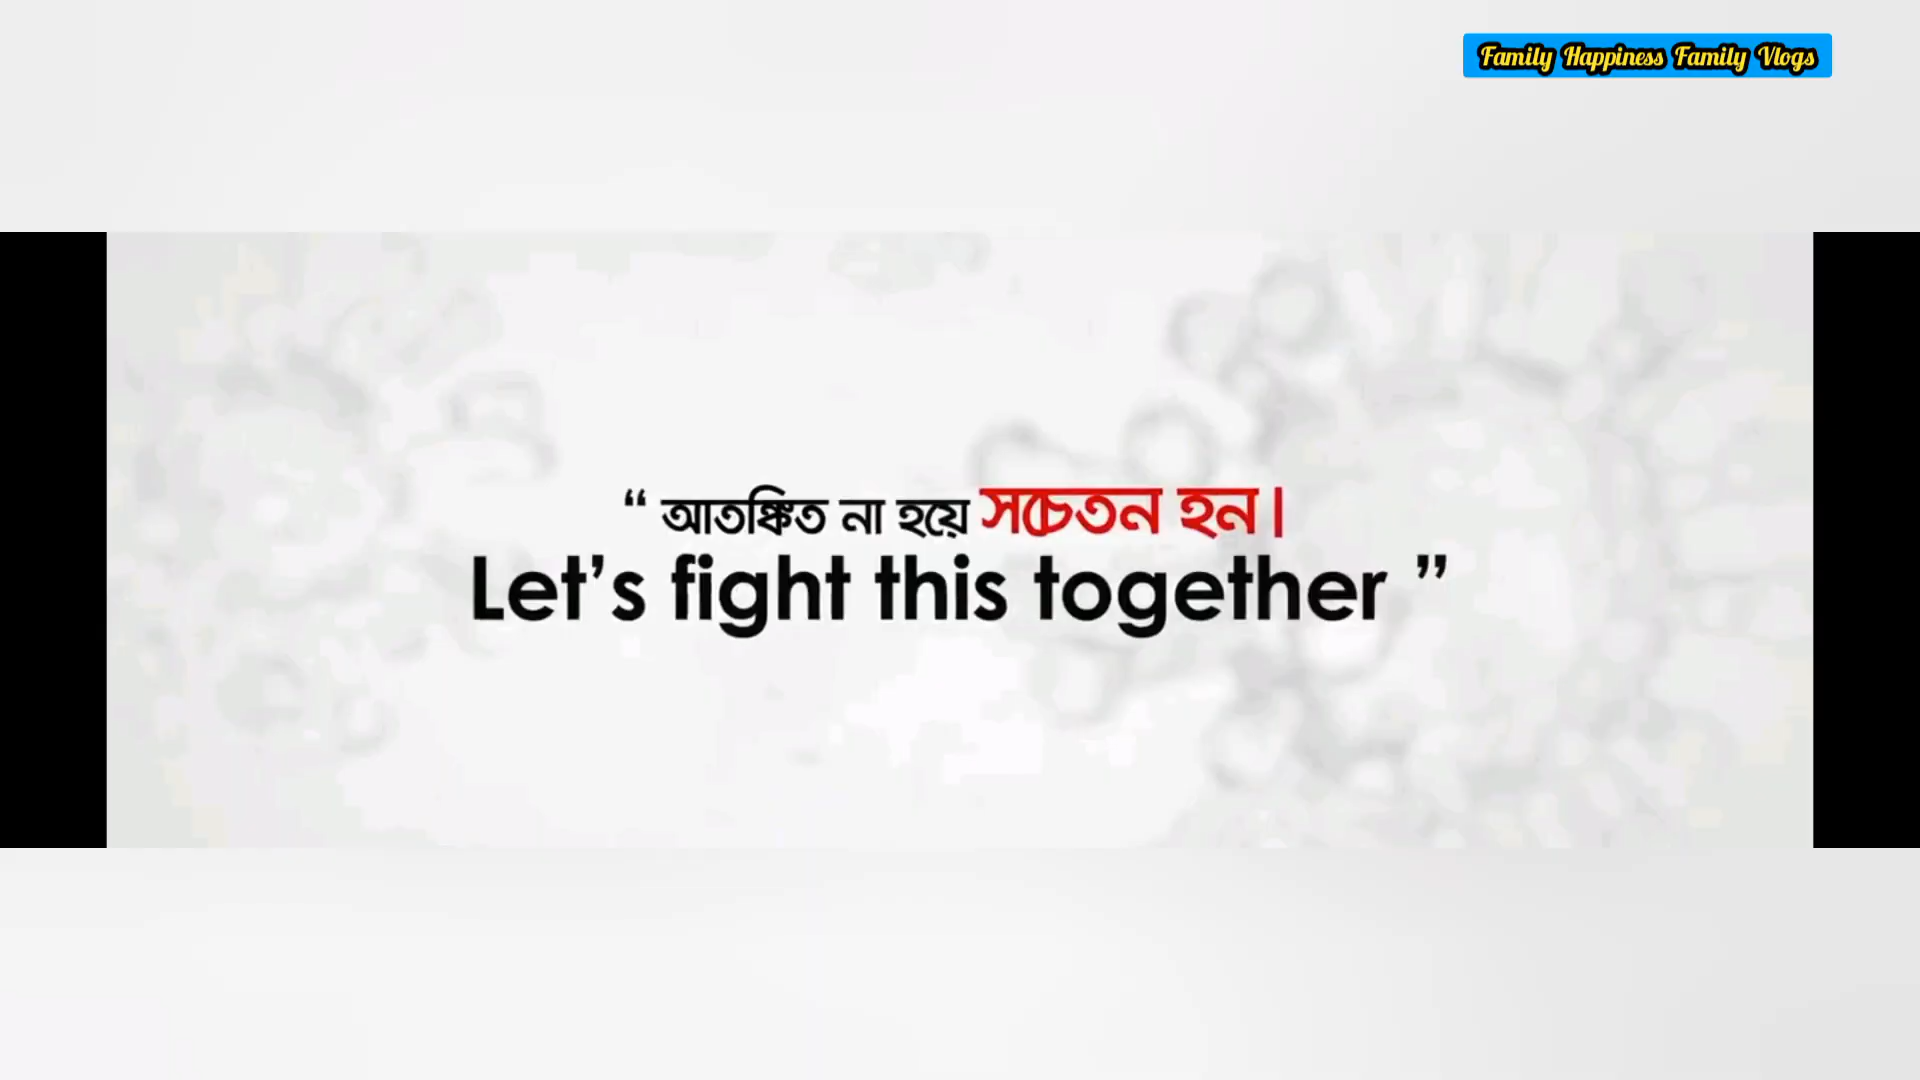 Family Happiness Family Vlogs
“ আতঙ্কিত না হয়ে সচেতন হন।
Let’s fight this together ”